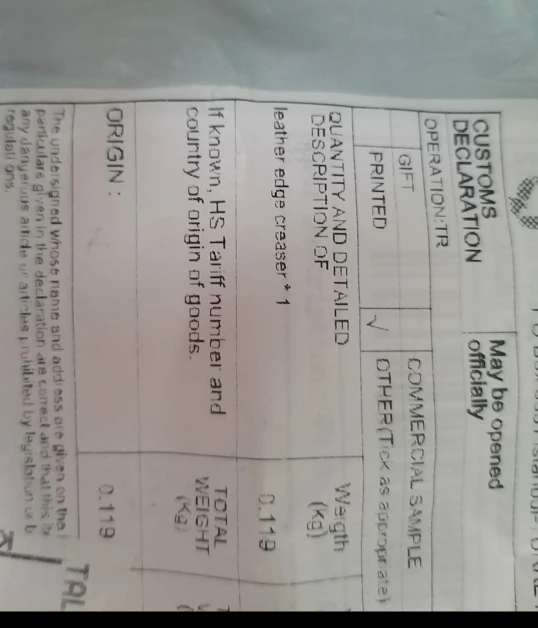 CUSTOMS
DECLARATION
May be opened
officially
OPERATION:TR
GIFT
COMMERCIAL SAMPLE
PRINTED
√
OTHER(Tick as appropriate)
QUANTITY AND DETAILED
DESCRIPTION OF
Weigth
(kg)
leather edge creaser * 1
0.119
If known, HS Tariff number and
country of origin of goods.
TOTAL
WEIGHT
(Kg)
ORIGIN :
0.119
The undersigned whose name and address are given on the
particulars given in the declaration are correct and that this
any dangerous article or articles prohibited by legislation or
regulations.
TAL